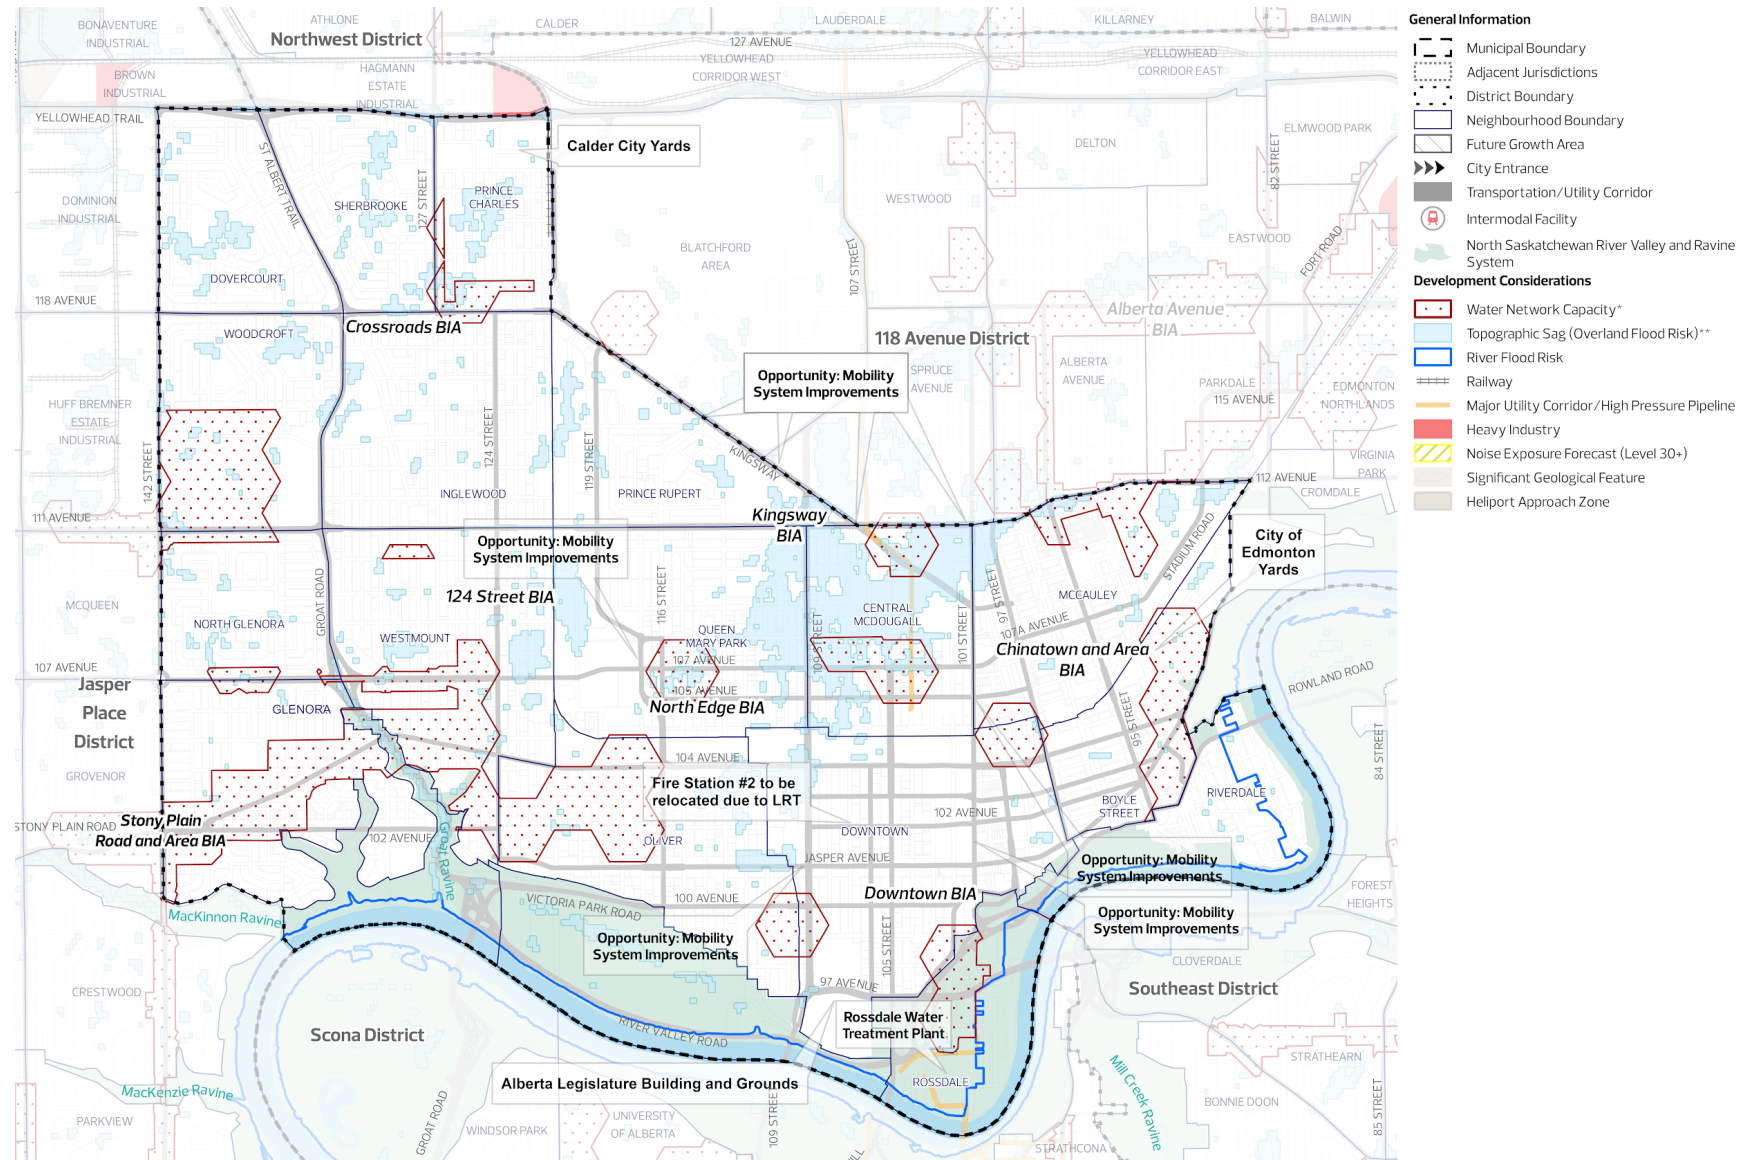 BONAVENTURE
INDUSTRIAL
ATHLONE
CALDER
LAUDERDALE
KILLARNEY
BALWIN
Northwest District
127 AVENUE
YELLOWHEAD
CORRIDOR WEST
YELLOWHEAD
CORRIDOR EAST
BROWN
INDUSTRIAL
HAGMANN
ESTATE
INDUSTRIAL
YELLOWHEAD TRAIL
ST ALBERT TRAIL
127 STREET
Calder City Yards
DELTON
ELMWOOD PARK
82 STREET
DOMINION
INDUSTRIAL
SHERBROOKE
PRINCE
CHARLES
WESTWOOD
EASTWOOD
FORT ROAD
BLATCHFORD
AREA
107 STREET
DOVERCOURT
118 AVENUE
Crossroads BIA
WOODCROFT
Alberta Avenue
BIA
118 Avenue District
Opportunity: Mobility
System Improvements
SPRUCE
AVENUE
ALBERTA
AVENUE
PARKDALE
115 AVENUE
EDMONTON
NORTHLANDS
HUFF BREMNER
ESTATE
INDUSTRIAL
142 STREET
124 STREET
119 STREET
KINGSWAY
VIRGINIA
PARK
INGLEWOOD
PRINCE RUPERT
112 AVENUE
CROMDALE
111 AVENUE
Kingsway
BIA
Opportunity: Mobility
System Improvements
City of
Edmonton
Yards
STADIUM ROAD
GROAT ROAD
116 STREET
97 STREET
124 Street BIA
MCCAULEY
MCQUEEN
NORTH GLENORA
WESTMOUNT
QUEEN
MARY PARK
109 STREET
CENTRAL
MCDOUGALL
101 STREET
107A AVENUE
Chinatown and Area
BIA
107 AVENUE
107 AVENUE
105 AVENUE
North Edge BIA
ROWLAND ROAD
Jasper
Place
District
GLENORA
95 STREET
84 STREET
104 AVENUE
GROVENOR
Fire Station #2 to be
relocated due to LRT
RIVERDALE
BOYLE
STREET
102 AVENUE
STONY PLAIN ROAD
Stony Plain
Road and Area BIA
102 AVENUE
OLIVER
DOWNTOWN
JASPER AVENUE
Groat Ravine
Opportunity: Mobility
System Improvements
Downtown BIA
100 AVENUE
VICTORIA PARK ROAD
FOREST
HEIGHTS
MacKinnon Ravine
Opportunity: Mobility
System Improvements
Opportunity: Mobility
System Improvements
105 STREET
97 AVENUE
CLOVERDALE
CRESTWOOD
Southeast District
Rossdale Water
Treatment Plant
RIVER VALLEY ROAD
Scona District
STRATHEARN
Alberta Legislature Building and Grounds
ROSSDALE
MacKenzie Ravine
Mill Creek Ravine
BONNIE DOON
PARKVIEW
GROAT ROAD
WINDSOR PARK
UNIVERSITY
OF ALBERTA
109 STREET
STRATHCONA
85 STREET
General Information
Municipal Boundary
Adjacent Jurisdictions
District Boundary
Neighbourhood Boundary
Future Growth Area
City Entrance
Transportation/Utility Corridor
Intermodal Facility
North Saskatchewan River Valley and Ravine
System
Development Considerations
Water Network Capacity*
Topographic Sag (Overland Flood Risk)**
River Flood Risk
Railway
Major Utility Corridor/High Pressure Pipeline
Heavy Industry
Noise Exposure Forecast (Level 30+)
Significant Geological Feature
Heliport Approach Zone